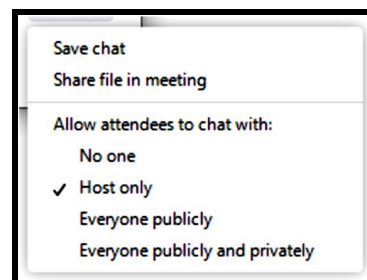 Save chat
Share file in meeting
Allow attendees to chat with:
No one
✓ Host only
Everyone publicly
Everyone publicly and privately